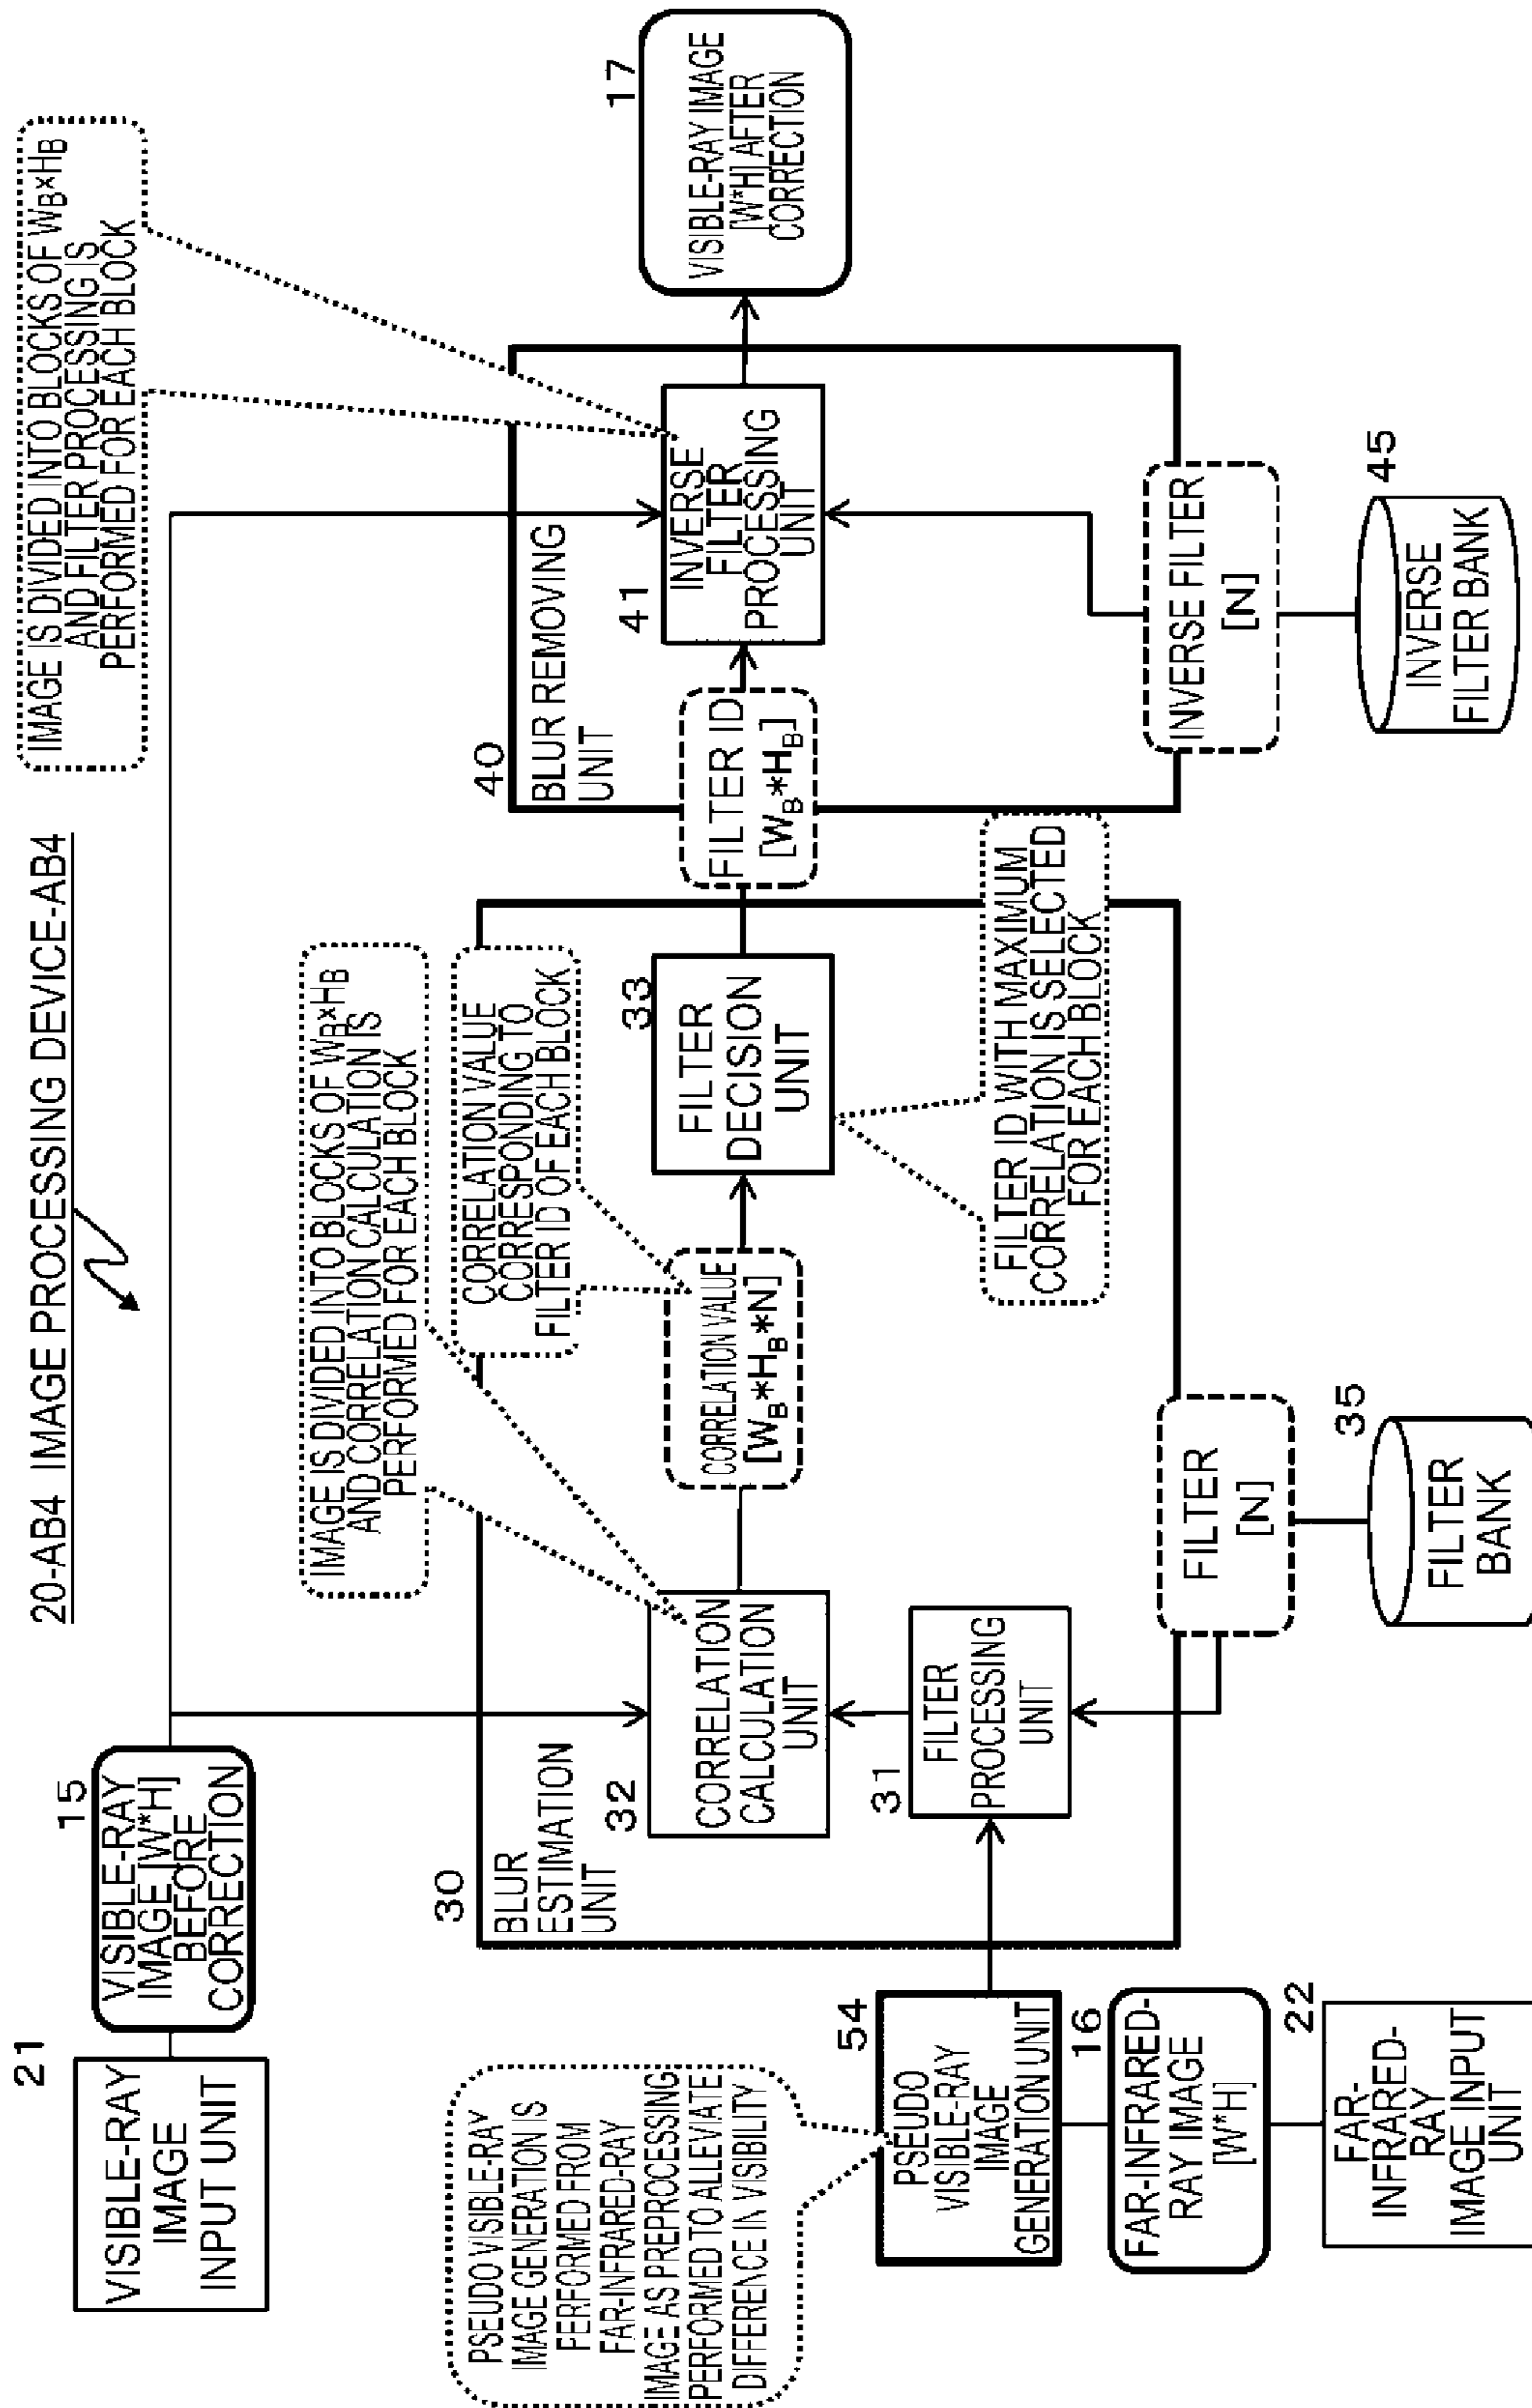 20-AB4 IMAGE PROCESSING DEVICE-AB4
21
VISIBLE-RAY
IMAGE
INPUT UNIT
15
VISIBLE-RAY
IMAGE [W*H]
BEFORE
CORRECTION
IMAGE IS DIVIDED INTO BLOCKS OF WB×HB
AND CORRELATION CALCULATION IS
PERFORMED FOR EACH BLOCK
IMAGE IS DIVIDED INTO BLOCKS OF WB×HB
AND FILTER PROCESSING IS
PERFORMED FOR EACH BLOCK
30
BLUR
ESTIMATION
UNIT
32
CORRELATION
CALCULATION
UNIT
CORRELATION VALUE
CORRESPONDING TO
FILTER ID OF EACH BLOCK
CORRELATION VALUE
[WB*HB*N]
33
FILTER
DECISION
UNIT
FILTER ID WITH MAXIMUM
CORRELATION IS SELECTED
FOR EACH BLOCK
FILTER ID
[WB*HB]
40
BLUR REMOVING
UNIT
41
INVERSE
FILTER
PROCESSING
UNIT
17
VISIBLE-RAY IMAGE
[W*H] AFTER
CORRECTION
PSEUDO VISIBLE-RAY
IMAGE GENERATION IS
PERFORMED FROM
FAR-INFRARED-RAY
IMAGE AS PREPROCESSING
PERFORMED TO ALLEVIATE
DIFFERENCE IN VISIBILITY
54
PSEUDO
VISIBLE-RAY
IMAGE
GENERATION UNIT
31
FILTER
PROCESSING
UNIT
16
FAR-INFRARED-
RAY IMAGE
[W*H]
22
FAR-
INFRARED-
RAY
IMAGE INPUT
UNIT
FILTER
[N]
35
FILTER
BANK
INVERSE FILTER
[N]
45
INVERSE
FILTER BANK